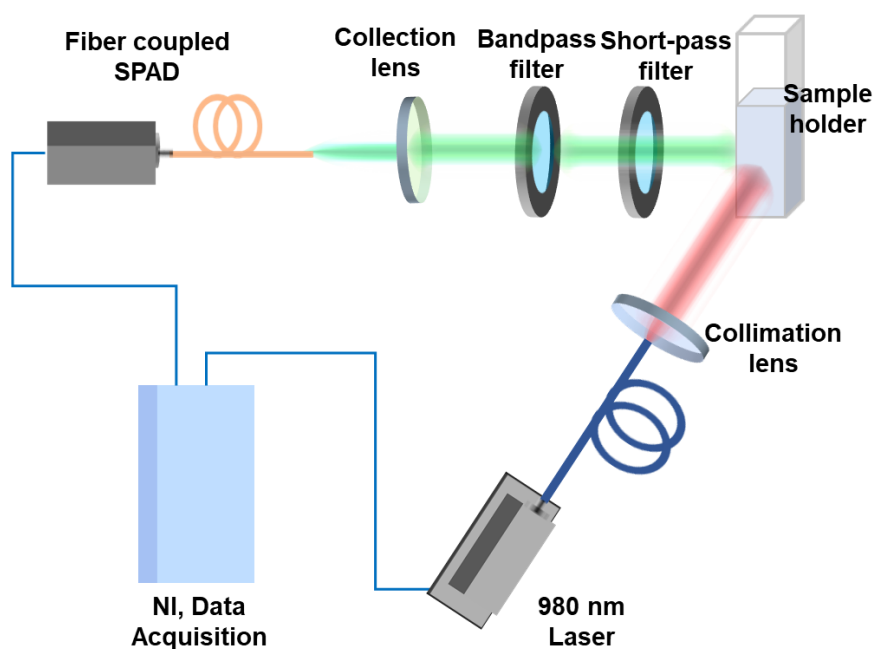 Fiber coupled
SPAD
Collection
lens
Bandpass
filter
Short-pass
filter
Sample
holder
Collimation
lens
NI, Data
Acquisition
980 nm
Laser